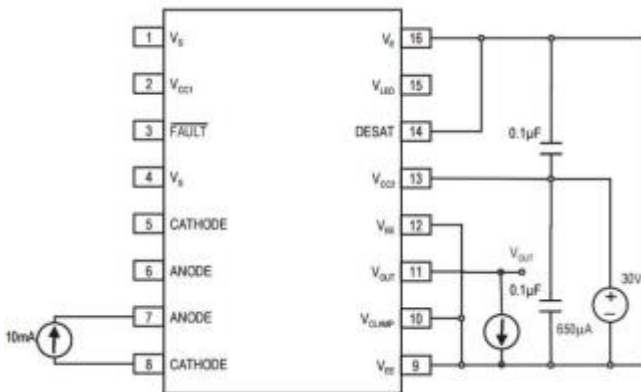 1 V_S V_E 16
2 V_CC1 V_LED 15
3 FAULT DESAT 14
4 V_S V_CC2 13
5 CATHODE V_EE 12
6 ANODE V_OUT 11
7 ANODE V_CLAMP 10
8 CATHODE V_EE 9
10mA
0.1µF
V_OUT
0.1µF
650µA
30V
+
−